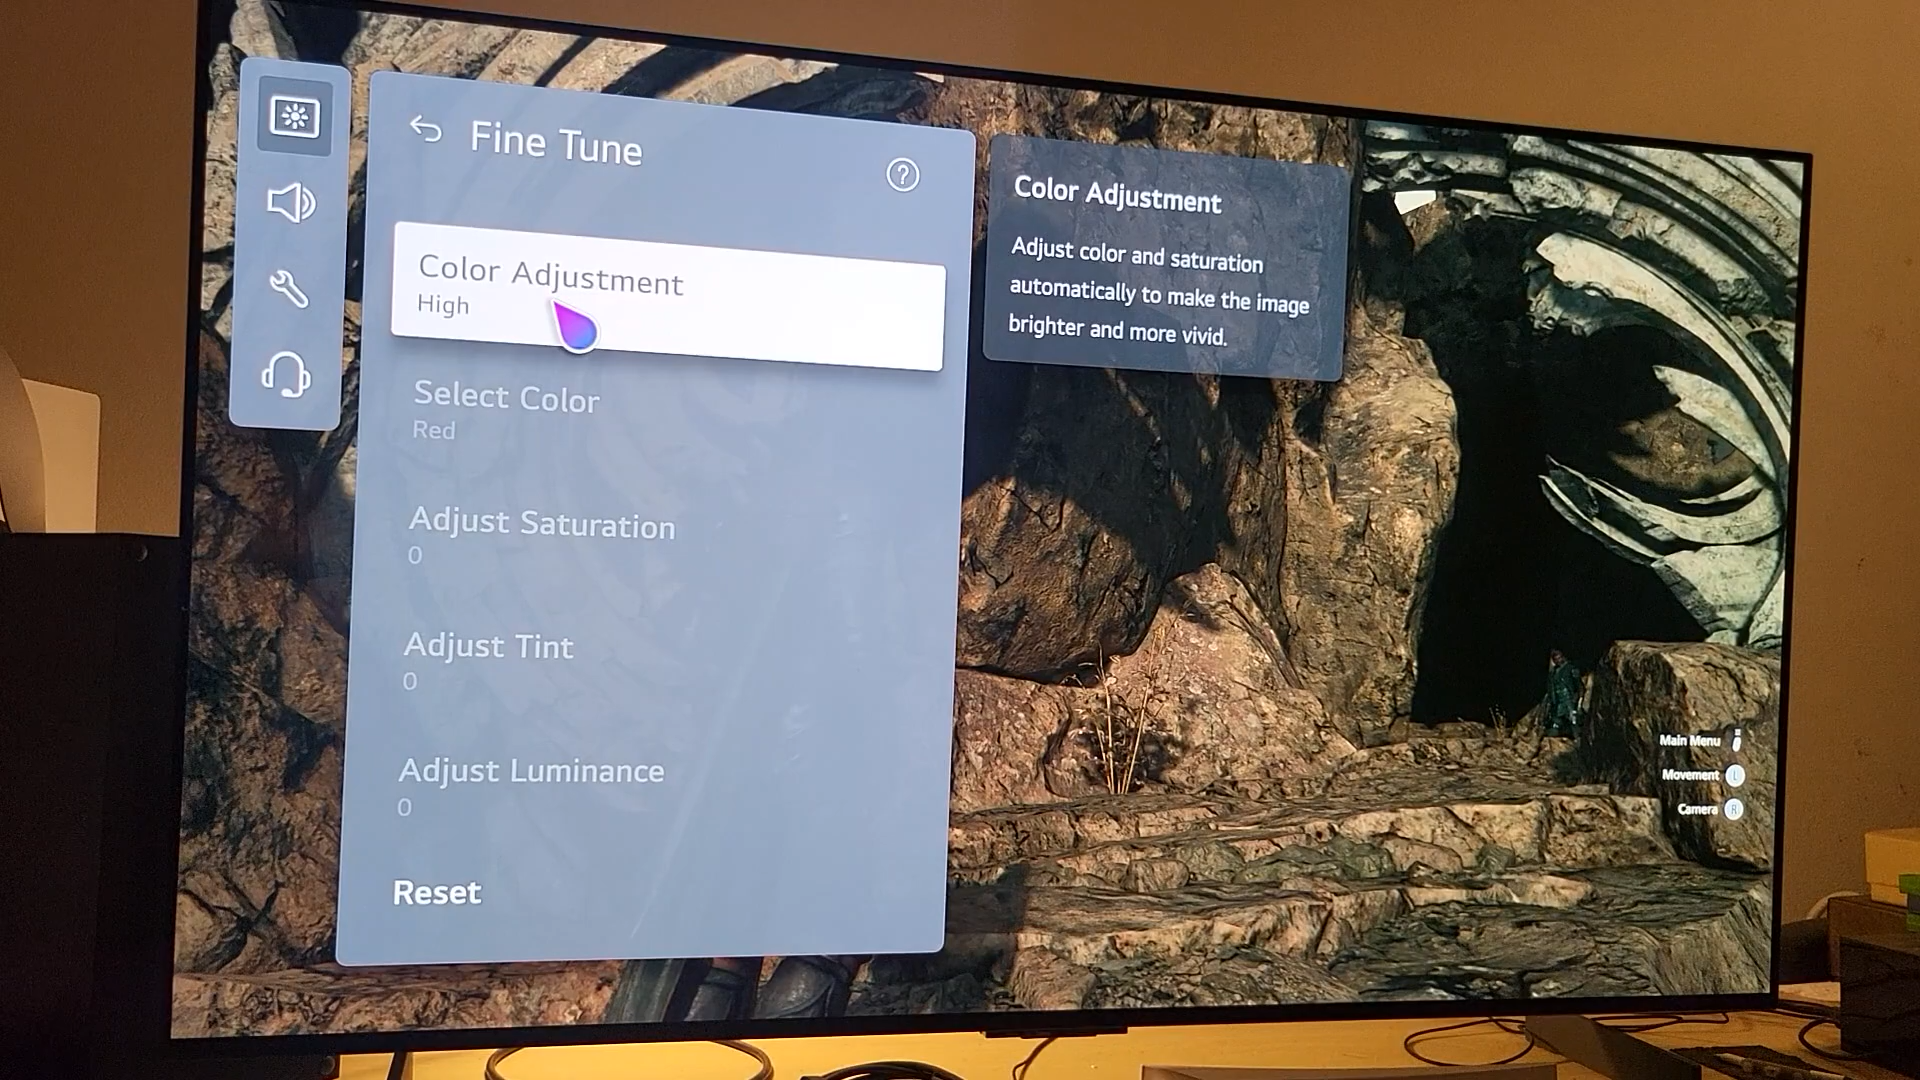 Fine Tune
?
Color Adjustment
High
Select Color
Red
Adjust Saturation
0
Adjust Tint
0
Adjust Luminance
0
Reset
Color Adjustment
Adjust color and saturation
automatically to make the image
brighter and more vivid.
Main Menu
Movement L
Camera R